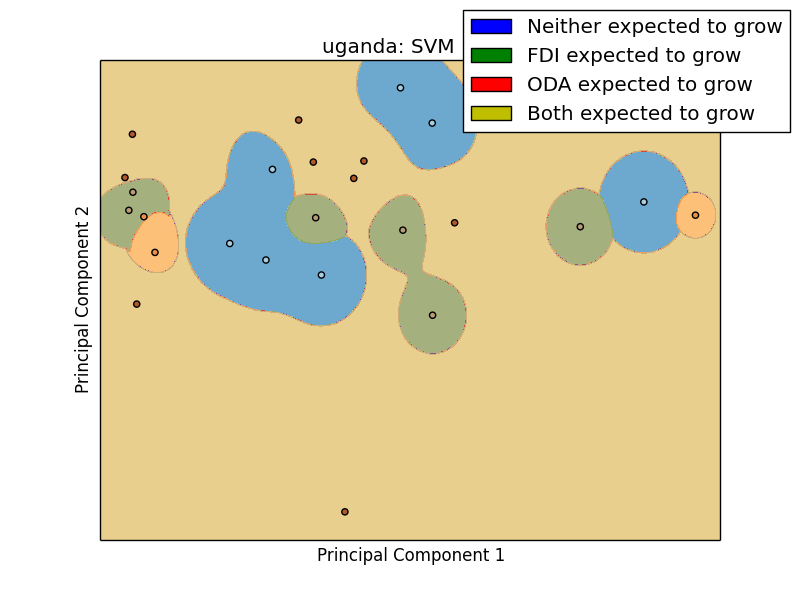 uganda: SVM
Neither expected to grow
FDI expected to grow
ODA expected to grow
Both expected to grow
Principal Component 2
Principal Component 1